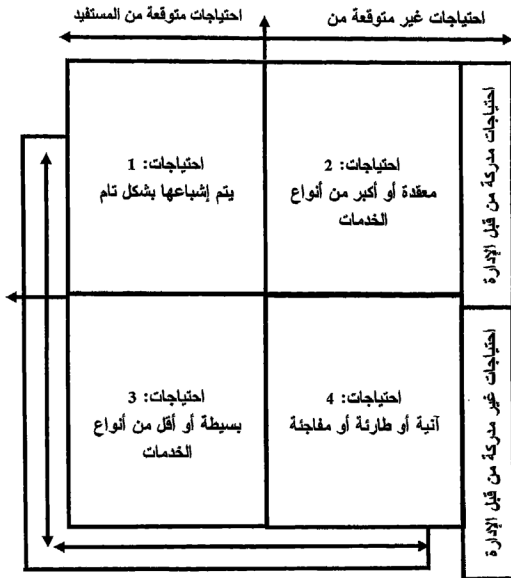 احتياجات غير متوقعة من
احتياجات متوقعة من المستفيد
احتياجات مدركة من قبل الإدارة
احتياجات: 2
معقدة أو أكبر من أنواع
الخدمات
احتياجات: 1
يتم إشباعها بشكل تام
احتياجات غير مدركة من قبل الإدارة
احتياجات: 4
آنية أو طارئة أو مفاجئة
احتياجات: 3
بسيطة أو أقل من أنواع
الخدمات